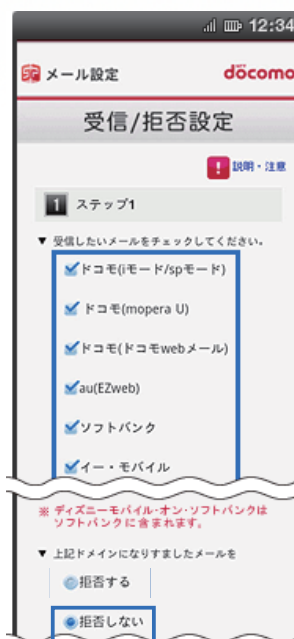 12:34
メール設定
döcomo
受信/拒否設定
! 説明・注意
1 ステップ1
▼ 受信したいメールをチェックしてください。
ドコモ(iモード/spモード)
ドコモ(mopera U)
ドコモ(ドコモwebメール)
au(EZweb)
ソフトバンク
イー・モバイル
※ ディズニーモバイル・オン・ソフトバンクは
ソフトバンクに含まれます。
▼ 上記ドメインになりすましたメールを
拒否する
拒否しない